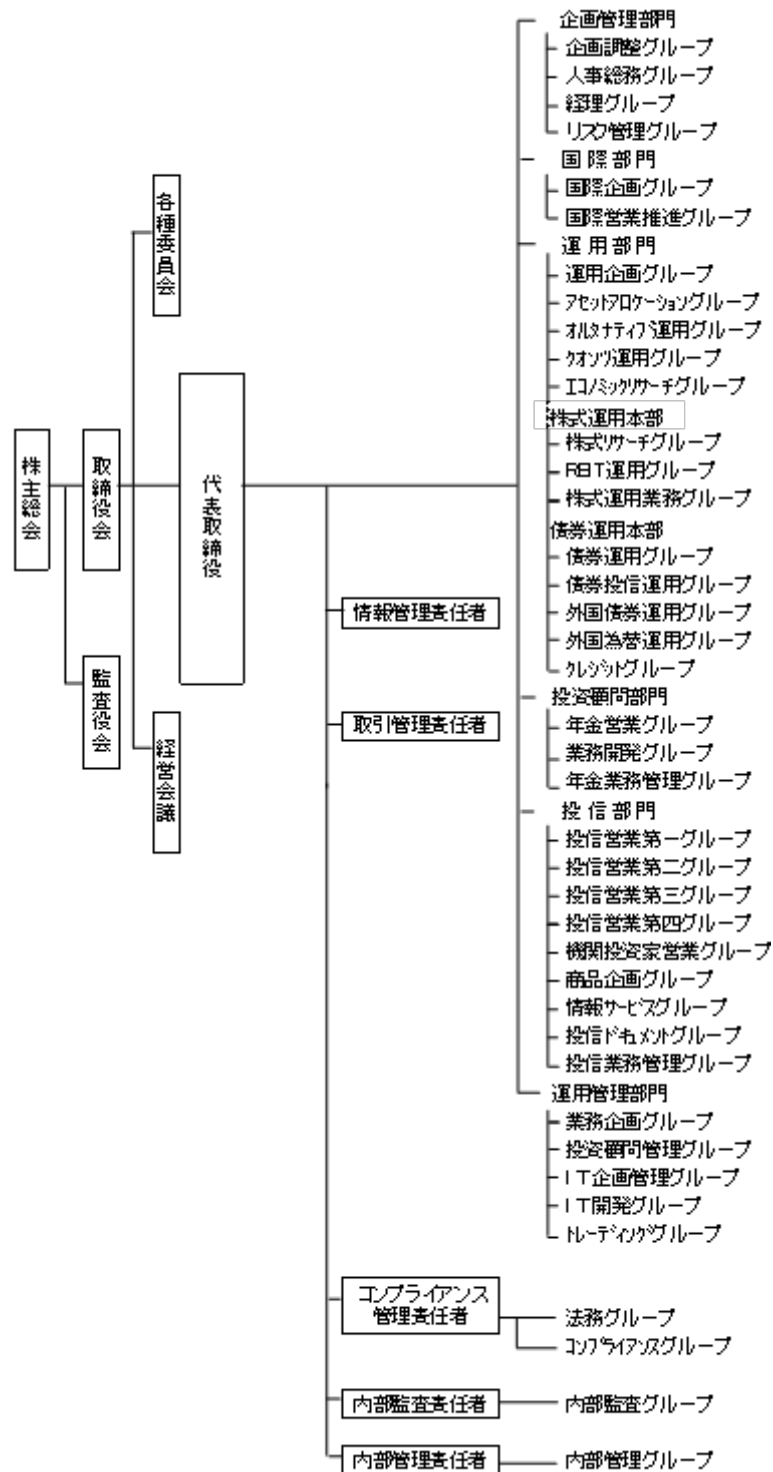 株主総会
取締役会
監査役会
各種委員会
経営会議
代表取締役
情報管理責任者
取引管理責任者
コンプライアンス
管理責任者
内部監査責任者
内部管理責任者
企画管理部門
企画調整グループ
人事総務グループ
経理グループ
リスク管理グループ
国際部門
国際企画グループ
国際営業推進グループ
運用部門
運用企画グループ
アセットアロケーショングループ
オルタナティブ運用グループ
クオンツ運用グループ
エコノミックリサーチグループ
株式運用本部
株式リサーチグループ
REIT運用グループ
株式運用業務グループ
債券運用本部
債券運用グループ
債券投信運用グループ
外国債券運用グループ
外国為替運用グループ
クレジットグループ
投資顧問部門
年金営業グループ
業務開発グループ
年金業務管理グループ
投信部門
投信営業第一グループ
投信営業第二グループ
投信営業第三グループ
投信営業第四グループ
機関投資家営業グループ
商品企画グループ
情報サービスグループ
投信ドキュメントグループ
投信業務管理グループ
運用管理部門
業務企画グループ
投資顧問管理グループ
IT企画管理グループ
IT開発グループ
トレーディンググループ
法務グループ
コンプライアンスグループ
内部監査グループ
内部管理グループ